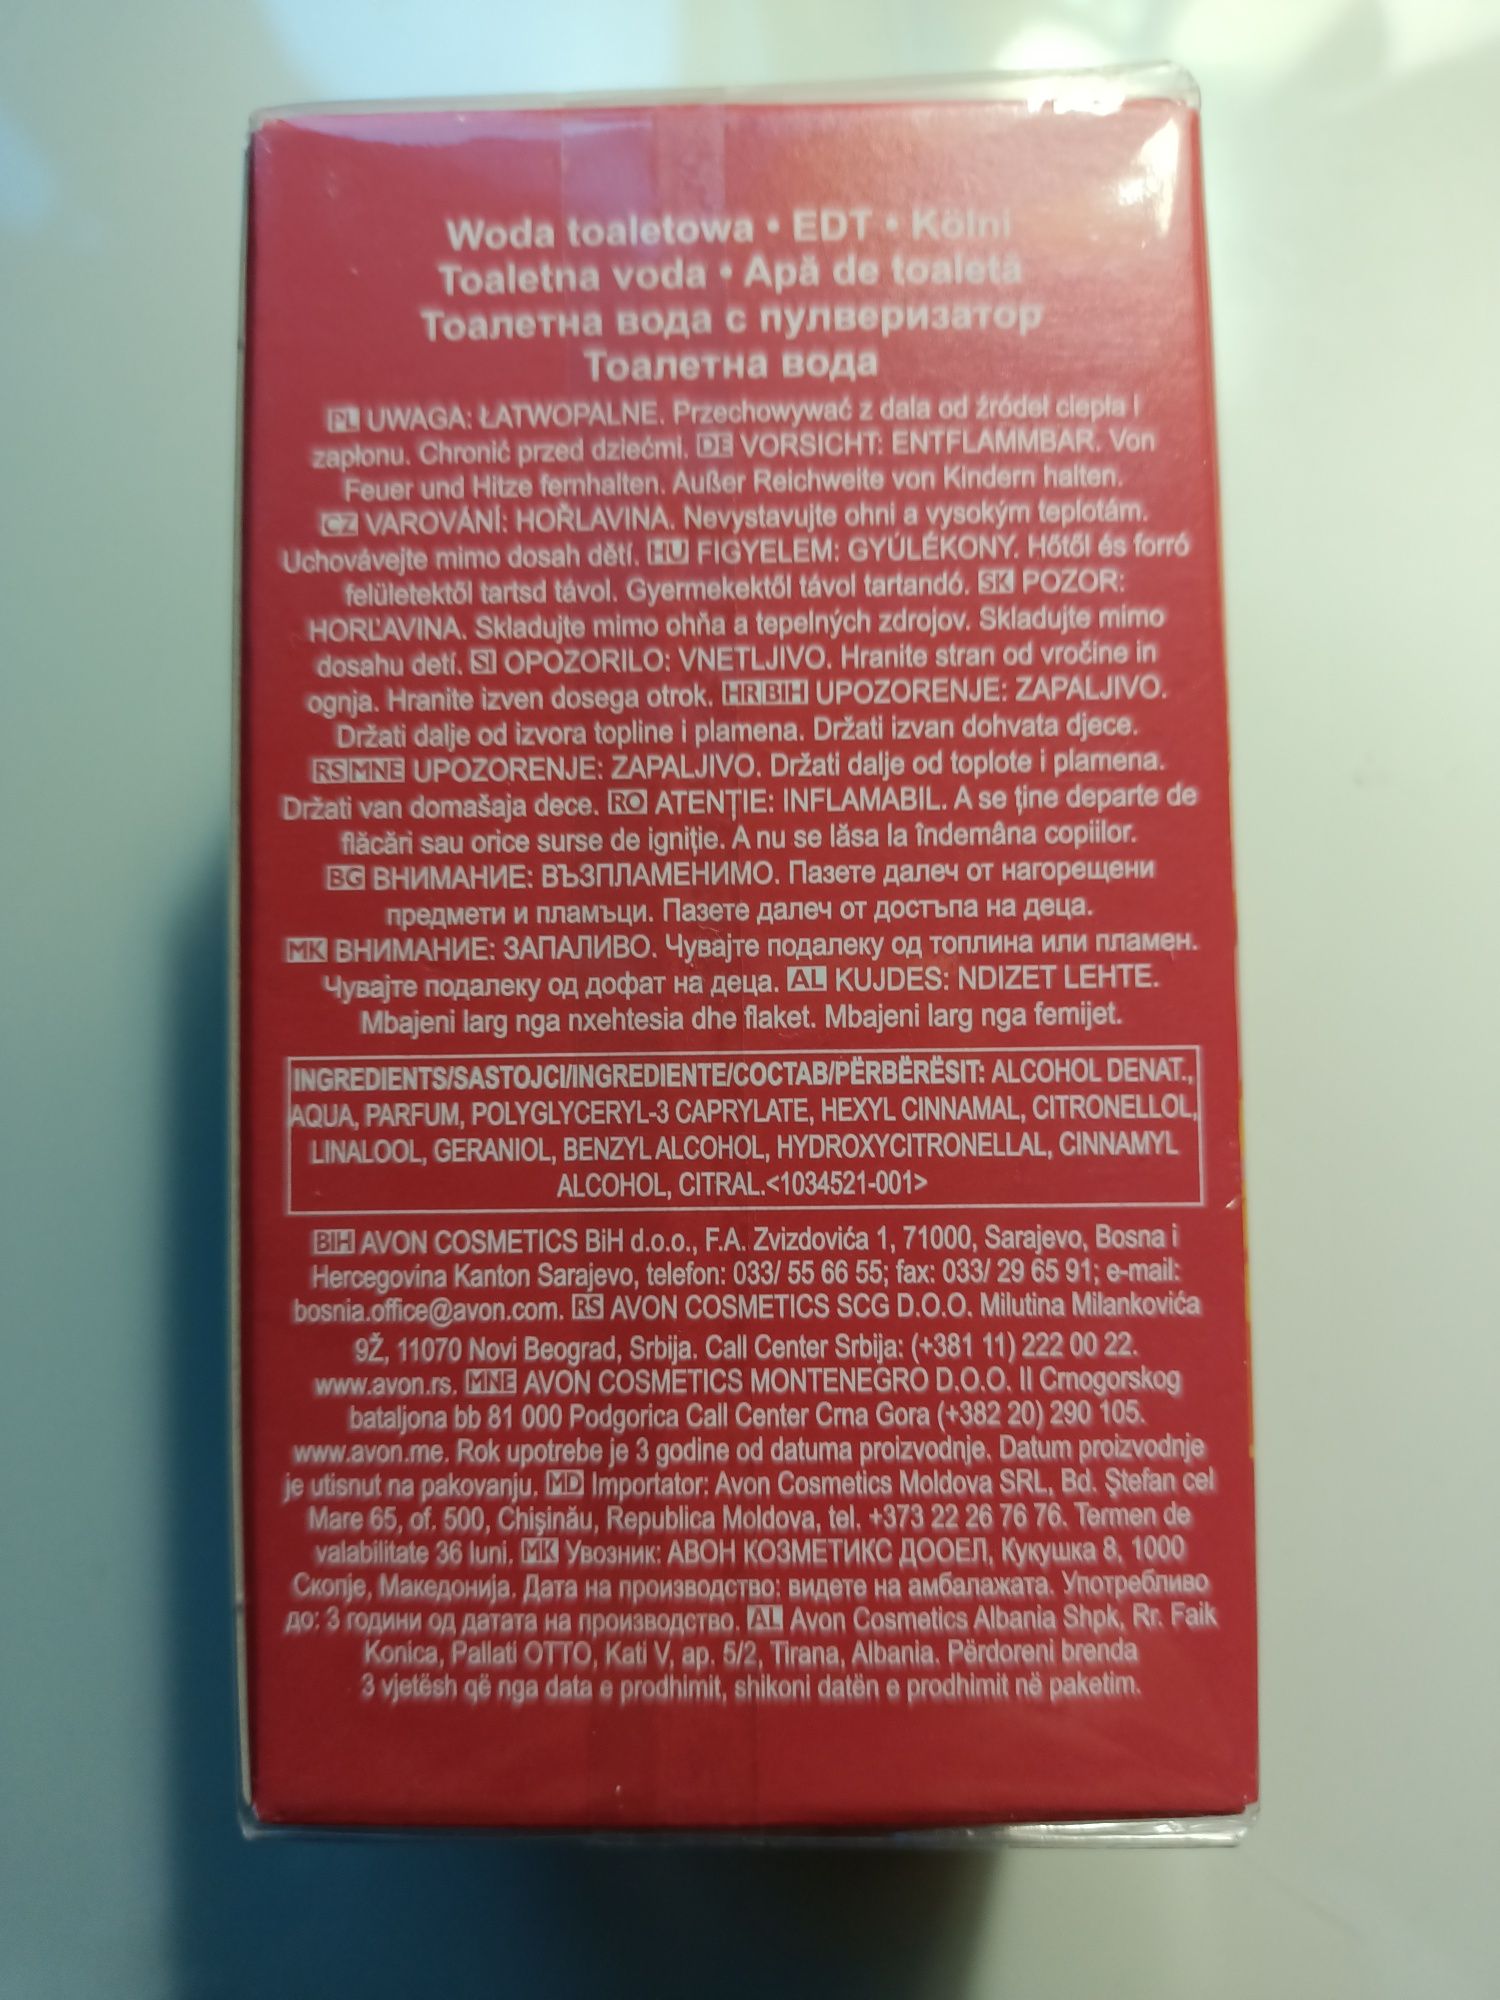 Woda toaletowa • EDT • Kölni
Toaletna voda • Apă de toaletă
Тоалетна вода с пулверизатор
Тоалетна вода
PL UWAGA: ŁATWOPALNE. Przechowywać z dala od źródeł ciepła i
zapłonu. Chronić przed dziećmi. DE VORSICHT: ENTFLAMMBAR. Von
Feuer und Hitze fernhalten. Außer Reichweite von Kindern halten.
CZ VAROVÁNÍ: HOŘLAVINA. Nevystavujte ohni a vysokým teplotám.
Uchovávejte mimo dosah dětí. HU FIGYELEM: GYÚLÉKONY. Hőtől és forró
felületektől tartsd távol. Gyermekektől távol tartandó. SK POZOR:
HORĽAVINA. Skladujte mimo ohňa a tepelných zdrojov. Skladujte mimo
dosahu detí. SI OPOZORILO: VNETLJIVO. Hranite stran od vročine in
ognja. Hranite izven dosega otrok. HR BIH UPOZORENJE: ZAPALJIVO.
Držati dalje od izvora topline i plamena. Držati izvan dohvata djece.
RS MNE UPOZORENJE: ZAPALJIVO. Držati dalje od toplote i plamena.
Držati van domašaja dece. RO ATENȚIE: INFLAMABIL. A se ține departe de
flăcări sau orice surse de igniție. A nu se lăsa la îndemâna copiilor.
BG ВНИМАНИЕ: ВЪЗПЛАМЕНИМО. Пазете далеч от нагорещени
предмети и пламъци. Пазете далеч от достъпа на деца.
MK ВНИМАНИЕ: ЗАПАЛИВО. Чувајте подалеку од топлина или пламен.
Чувајте подалеку од дофат на деца. AL KUJDES: NDIZET LEHTE.
Mbajeni larg nga nxehtesia dhe flaket. Mbajeni larg nga femijet.
INGREDIENTS/SASTOJCI/INGREDIENTE/СОСТАВ/PËRBËRËSIT: ALCOHOL DENAT.,
AQUA, PARFUM, POLYGLYCERYL-3 CAPRYLATE, HEXYL CINNAMAL, CITRONELLOL,
LINALOOL, GERANIOL, BENZYL ALCOHOL, HYDROXYCITRONELLAL, CINNAMYL
ALCOHOL, CITRAL.<1034521-001>
BIH AVON COSMETICS BiH d.o.o., F.A. Zvizdovića 1, 71000, Sarajevo, Bosna i
Hercegovina Kanton Sarajevo, telefon: 033/ 55 66 55; fax: 033/ 29 65 91; e-mail:
bosnia.office@avon.com. RS AVON COSMETICS SCG D.O.O. Milutina Milankovića
9Ž, 11070 Novi Beograd, Srbija. Call Center Srbija: (+381 11) 222 00 22.
www.avon.rs. MNE AVON COSMETICS MONTENEGRO D.O.O. II Crnogorskog
bataljona bb 81 000 Podgorica Call Center Crna Gora (+382 20) 290 105.
www.avon.me. Rok upotrebe je 3 godine od datuma proizvodnje. Datum proizvodnje
je utisnut na pakovanju. MD Importator: Avon Cosmetics Moldova SRL, Bd. Ştefan cel
Mare 65, of. 500, Chişinău, Republica Moldova, tel. +373 22 26 76 76. Termen de
valabilitate 36 luni. MK Увозник: АВОН КОЗМЕТИКС ДООЕЛ, Кукушка 8, 1000
Скопје, Македонија. Дата на производство: видете на амбалажата. Употребливо
до: 3 години од датата на производство. AL Avon Cosmetics Albania Shpk, Rr. Faik
Konica, Pallati OTTO, Kati V, ap. 5/2, Tirana, Albania. Përdoreni brenda
3 vjetësh që nga data e prodhimit, shikoni datën e prodhimit në paketim.